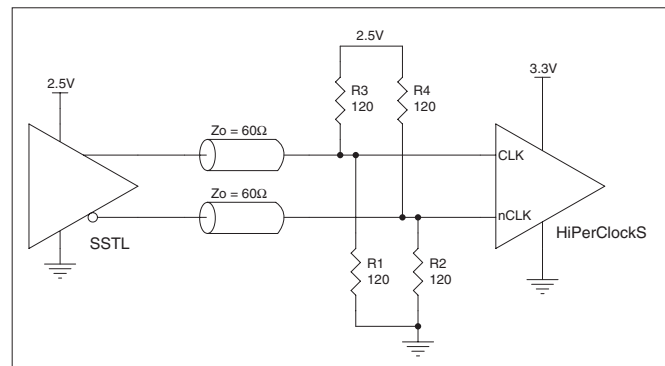 2.5V
2.5V
3.3V
R3
120
R4
120
Zo = 60Ω
CLK
Zo = 60Ω
nCLK
SSTL
HiPerClockS
R1
120
R2
120